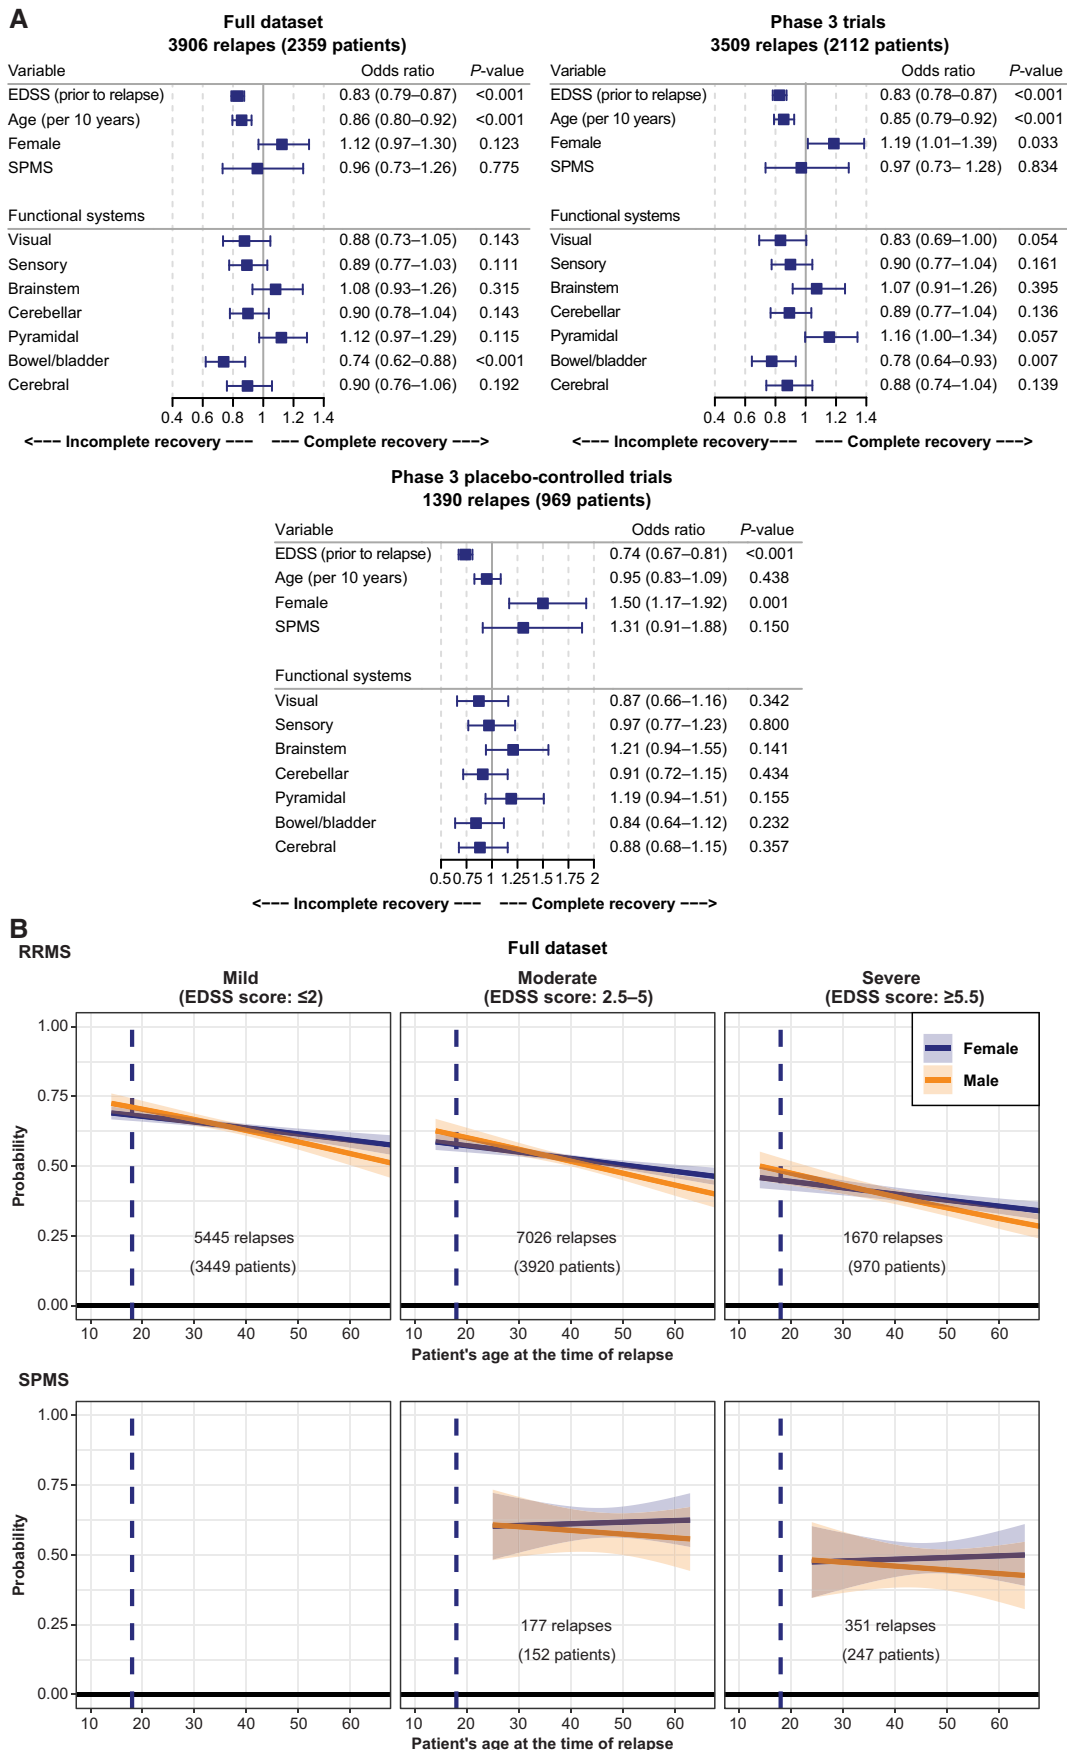 A
Full dataset
3906 relapes (2359 patients)
Variable Odds ratio P-value
EDSS (prior to relapse) 0.83 (0.79–0.87) <0.001
Age (per 10 years) 0.86 (0.80–0.92) <0.001
Female 1.12 (0.97–1.30) 0.123
SPMS 0.96 (0.73–1.26) 0.775
Functional systems
Visual 0.88 (0.73–1.05) 0.143
Sensory 0.89 (0.77–1.03) 0.111
Brainstem 1.08 (0.93–1.26) 0.315
Cerebellar 0.90 (0.78–1.04) 0.143
Pyramidal 1.12 (0.97–1.29) 0.115
Bowel/bladder 0.74 (0.62–0.88) <0.001
Cerebral 0.90 (0.76–1.06) 0.192
0.4 0.6 0.8 1 1.2 1.4
<––– Incomplete recovery ––– ––– Complete recovery –––>
Phase 3 trials
3509 relapes (2112 patients)
Variable Odds ratio P-value
EDSS (prior to relapse) 0.83 (0.78–0.87) <0.001
Age (per 10 years) 0.85 (0.79–0.92) <0.001
Female 1.19 (1.01–1.39) 0.033
SPMS 0.97 (0.73– 1.28) 0.834
Functional systems
Visual 0.83 (0.69–1.00) 0.054
Sensory 0.90 (0.77–1.04) 0.161
Brainstem 1.07 (0.91–1.26) 0.395
Cerebellar 0.89 (0.77–1.04) 0.136
Pyramidal 1.16 (1.00–1.34) 0.057
Bowel/bladder 0.78 (0.64–0.93) 0.007
Cerebral 0.88 (0.74–1.04) 0.139
0.4 0.6 0.8 1 1.2 1.4
<––– Incomplete recovery––– ––– Complete recovery –––>
Phase 3 placebo-controlled trials
1390 relapses (969 patients)
Variable Odds ratio P-value
EDSS (prior to relapse) 0.74 (0.67–0.81) <0.001
Age (per 10 years) 0.95 (0.83–1.09) 0.438
Female 1.50 (1.17–1.92) 0.001
SPMS 1.31 (0.91–1.88) 0.150
Functional systems
Visual 0.87 (0.66–1.16) 0.342
Sensory 0.97 (0.77–1.23) 0.800
Brainstem 1.21 (0.94–1.55) 0.141
Cerebellar 0.91 (0.72–1.15) 0.434
Pyramidal 1.19 (0.94–1.51) 0.155
Bowel/bladder 0.84 (0.64–1.12) 0.232
Cerebral 0.88 (0.68–1.15) 0.357
0.5 0.75 1 1.25 1.5 1.75 2
<––– Incomplete recovery ––– ––– Complete recovery –––>
B
RRMS
Full dataset
Mild
(EDSS score: ≤2)
Moderate
(EDSS score: 2.5–5)
Severe
(EDSS score: ≥5.5)
Female
Male
Probability
1.00
0.75
0.50
0.25
0.00
5445 relapses
(3449 patients)
7026 relapses
(3920 patients)
1670 relapses
(970 patients)
10 20 30 40 50 60 10 20 30 40 50 60 10 20 30 40 50 60
Patient's age at the time of relapse
SPMS
Probability
1.00
0.75
0.50
0.25
0.00
177 relapses
(152 patients)
351 relapses
(247 patients)
10 20 30 40 50 60 10 20 30 40 50 60 10 20 30 40 50 60
Patient's age at the time of relapse